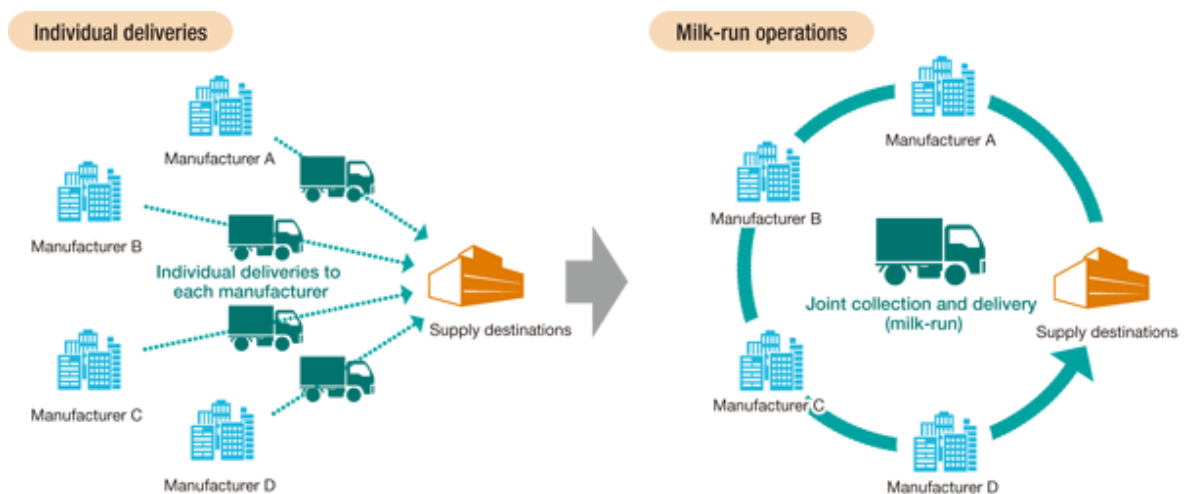 Individual deliveries
Manufacturer A
Manufacturer B
Individual deliveries to
each manufacturer
Supply destinations
Manufacturer C
Manufacturer D
Milk-run operations
Manufacturer A
Manufacturer B
Joint collection and delivery
(milk-run)
Supply destinations
Manufacturer C
Manufacturer D